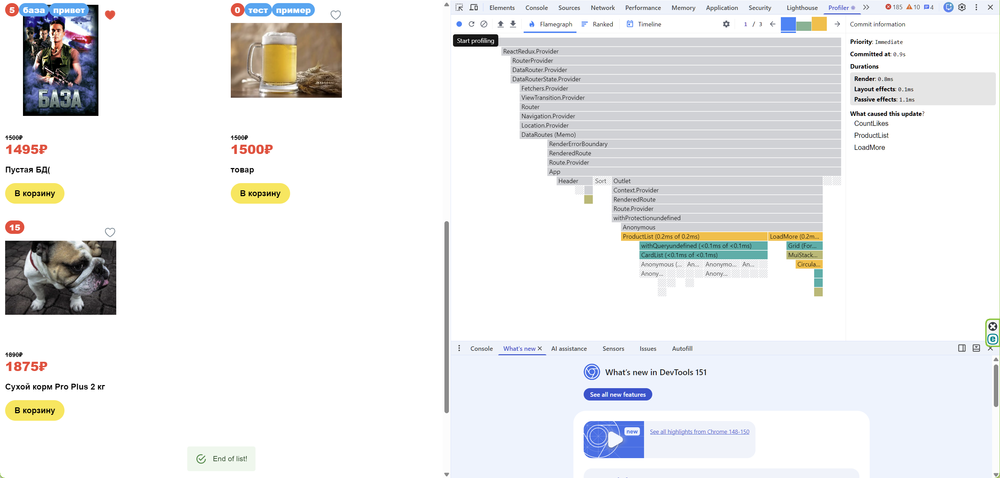 5 база привет
БАЗА
1500₽
1495₽
Пустая БД(
В корзину
0 тест пример
1500₽
1500₽
товар
В корзину
15
1890₽
1875₽
Сухой корм Pro Plus 2 кг
В корзину
End of list!
Elements Console Sources Network Performance Memory Application Security Lighthouse Profiler 185 10 4
Flamegraph Ranked Timeline 1 / 3
Start profiling
ReactRedux.Provider
RouterProvider
DataRouter.Provider
DataRouterState.Provider
Fetchers.Provider
ViewTransition.Provider
Router
Navigation.Provider
Location.Provider
DataRoutes (Memo)
RenderErrorBoundary
RenderedRoute
Route.Provider
App
Header Sort Outlet
Context.Provider
RenderedRoute
Route.Provider
withProtectionundefined
Anonymous
ProductList (0.2ms of 0.2ms) LoadMore (0.2m...
withQueryundefined (<0.1ms of <0.1ms) Grid (For...
CardList (<0.1ms of <0.1ms) MuiStack...
Anonymous (... An... Anonymo... An... Circula...
Anony... Anony...
Commit information
Priority: Immediate
Committed at: 0.9s
Durations
Render: 0.8ms
Layout effects: 0.1ms
Passive effects: 1.1ms
What caused this update?
CountLikes
ProductList
LoadMore
Console What's new AI assistance Sensors Issues Autofill
What's new in DevTools 151
See all new features
new
See all highlights from Chrome 148-150